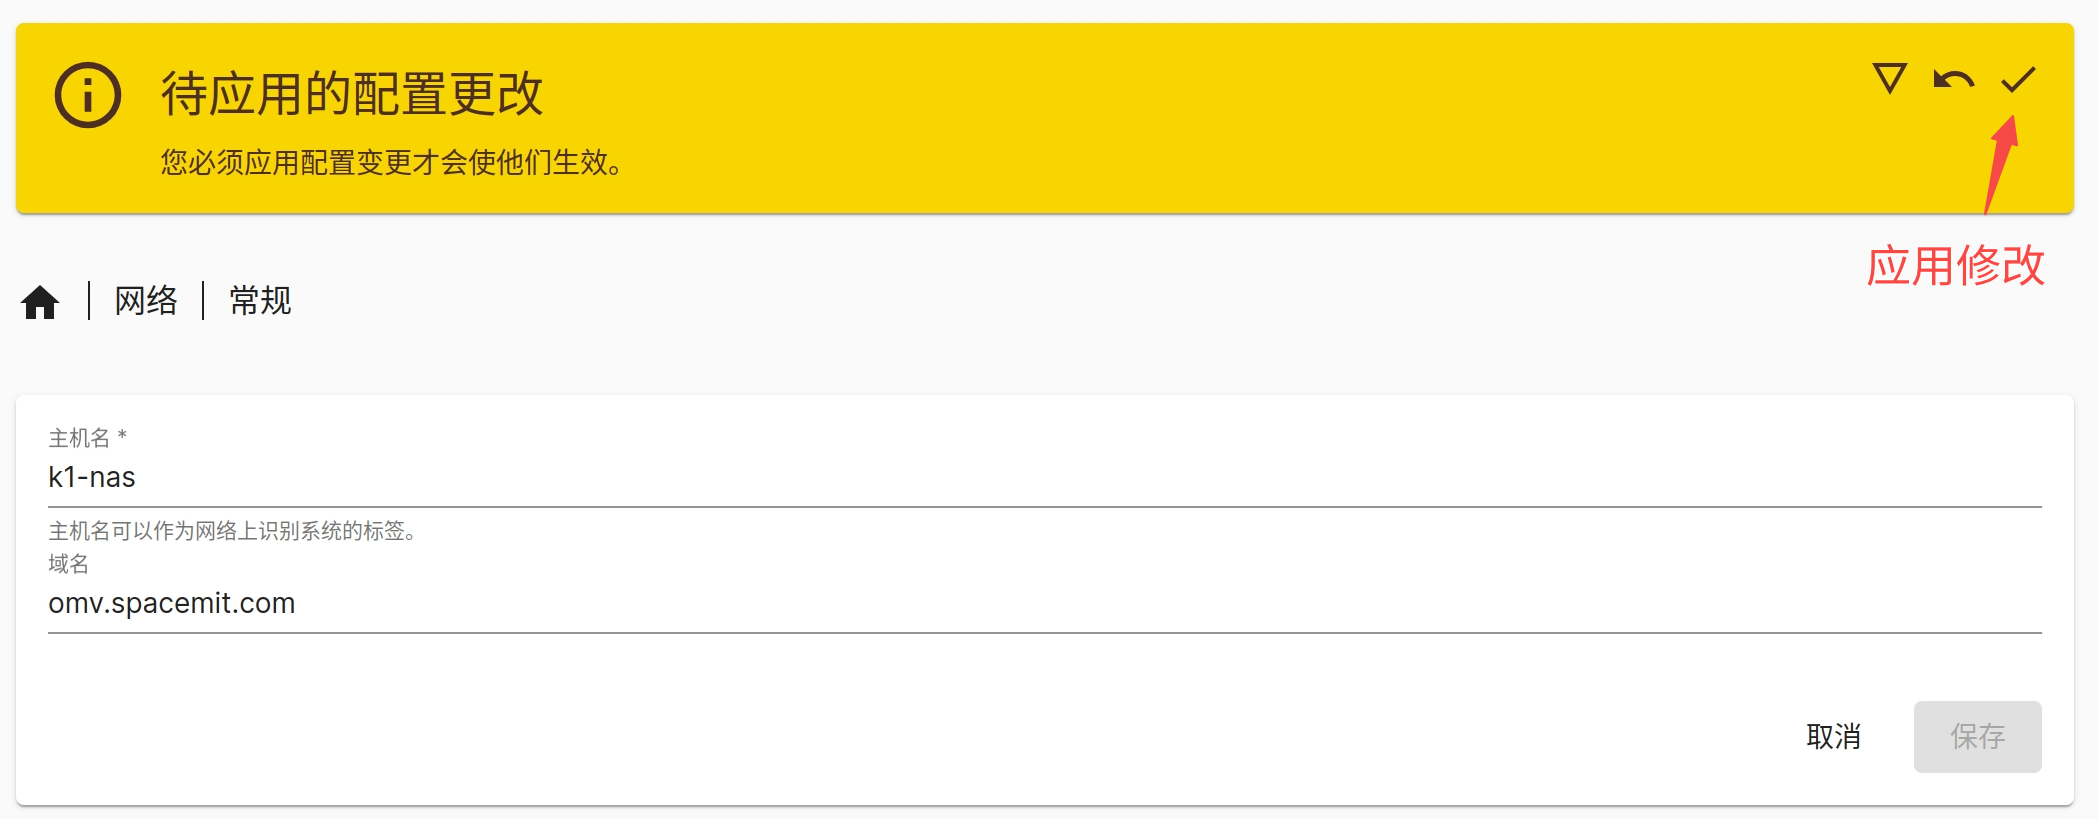 待应用的配置更改
您必须应用配置变更才会使他们生效。
应用修改
网络 | 常规
主机名 *
k1-nas
主机名可以作为网络上识别系统的标签。
域名
omv.spacemit.com
取消 保存